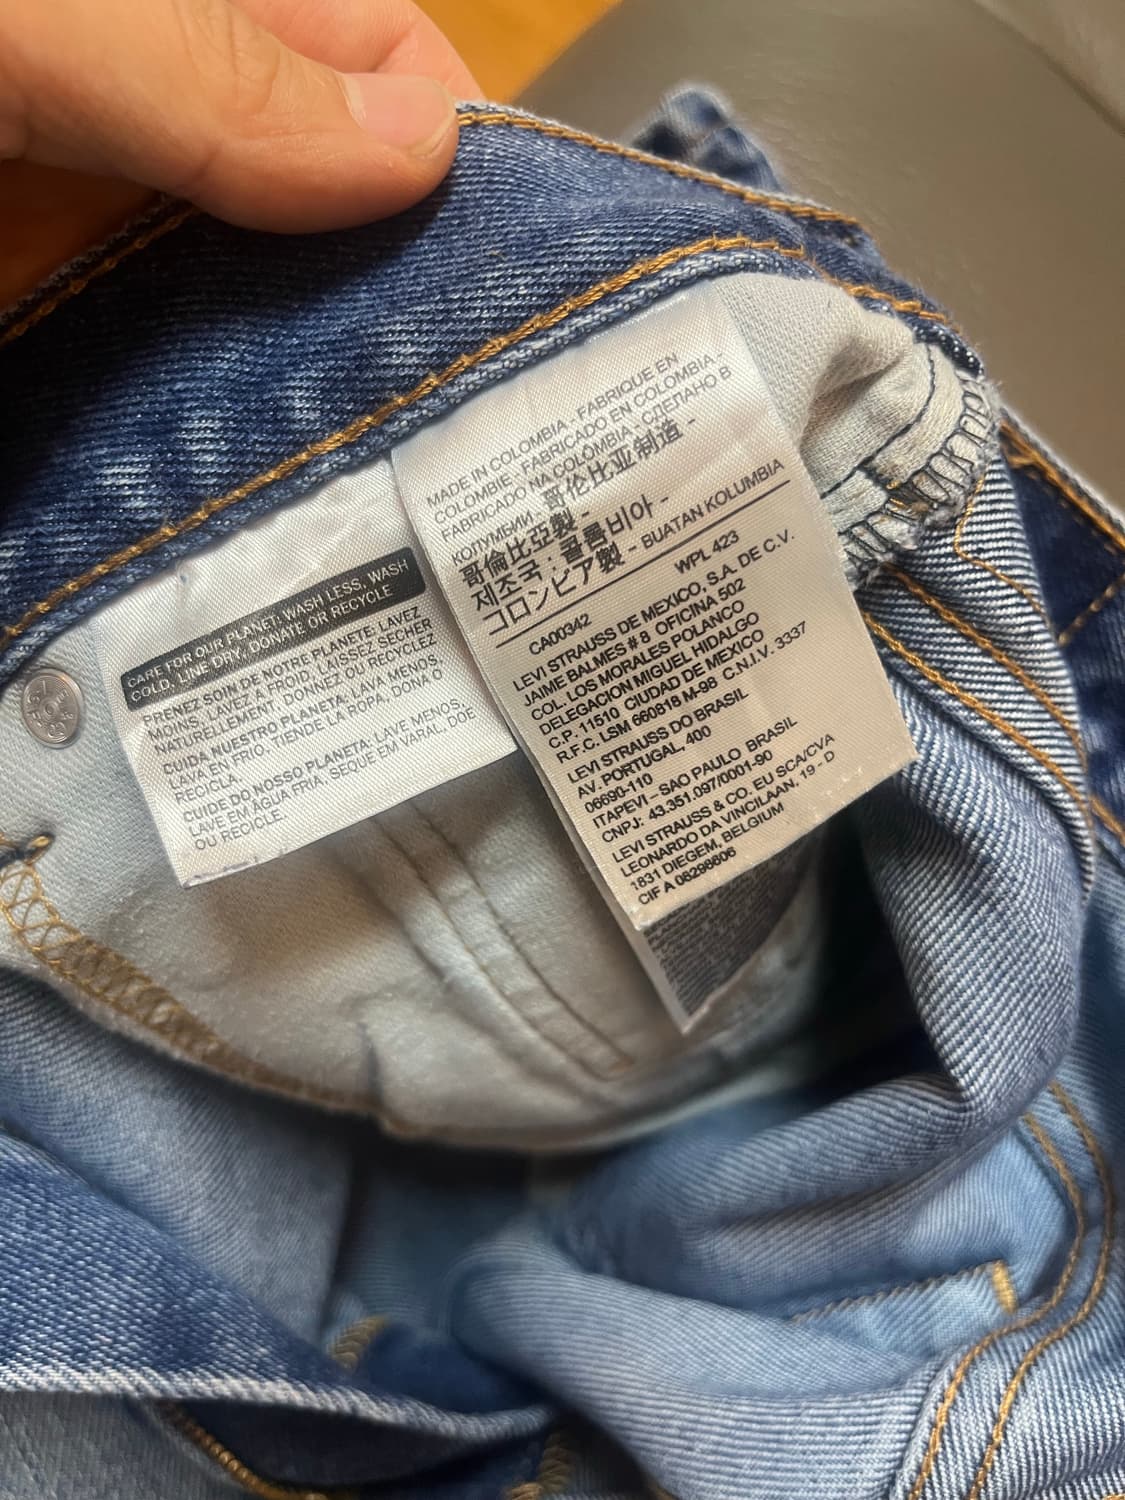 CARE FOR OUR PLANET: WASH LESS, WASH
COLD, LINE DRY, DONATE OR RECYCLE
PRENEZ SOIN DE NOTRE PLANETE: LAVEZ
MOINS, LAVEZ À FROID, LAISSEZ SÉCHER
NATURELLEMENT, DONNEZ OU RECYCLEZ
CUIDA NUESTRO PLANETA: LAVA MENOS,
LAVA EN FRÍO, TIENDE LA ROPA, DONA O
RECICLA.
CUIDE DO NOSSO PLANETA: LAVE MENOS,
LAVE EM ÁGUA FRIA, SEQUE EM VARAL, DOE
OU RECICLE.
MADE IN COLOMBIA - FABRIQUE EN
COLOMBIE - FABRICADO EN COLOMBIA -
FABRICADO NA COLÔMBIA - СДЕЛАНО В
КОЛУМБИИ - 哥伦比亚制造 -
哥倫比亞製 -
제조국 : 콜롬비아 -
コロンビア製 - BUATAN KOLUMBIA
CA00342 WPL 423
LEVI STRAUSS DE MEXICO, S.A. DE C.V.
JAIME BALMES # 8 OFICINA 502
COL. LOS MORALES POLANCO
DELEGACION MIGUEL HIDALGO
C.P. 11510 CIUDAD DE MEXICO
R.F.C. LSM 660818 M-98 C.N.I.V. 3337
LEVI STRAUSS DO BRASIL
AV. PORTUGAL, 400
06690-110
ITAPEVI – SAO PAULO BRASIL
CNPJ: 43.351.097/0001-90
LEVI STRAUSS & CO. EU SCA/CVA
LEONARDO DA VINCILAAN, 19 - D
1831 DIEGEM, BELGIUM
CIF A 08298606